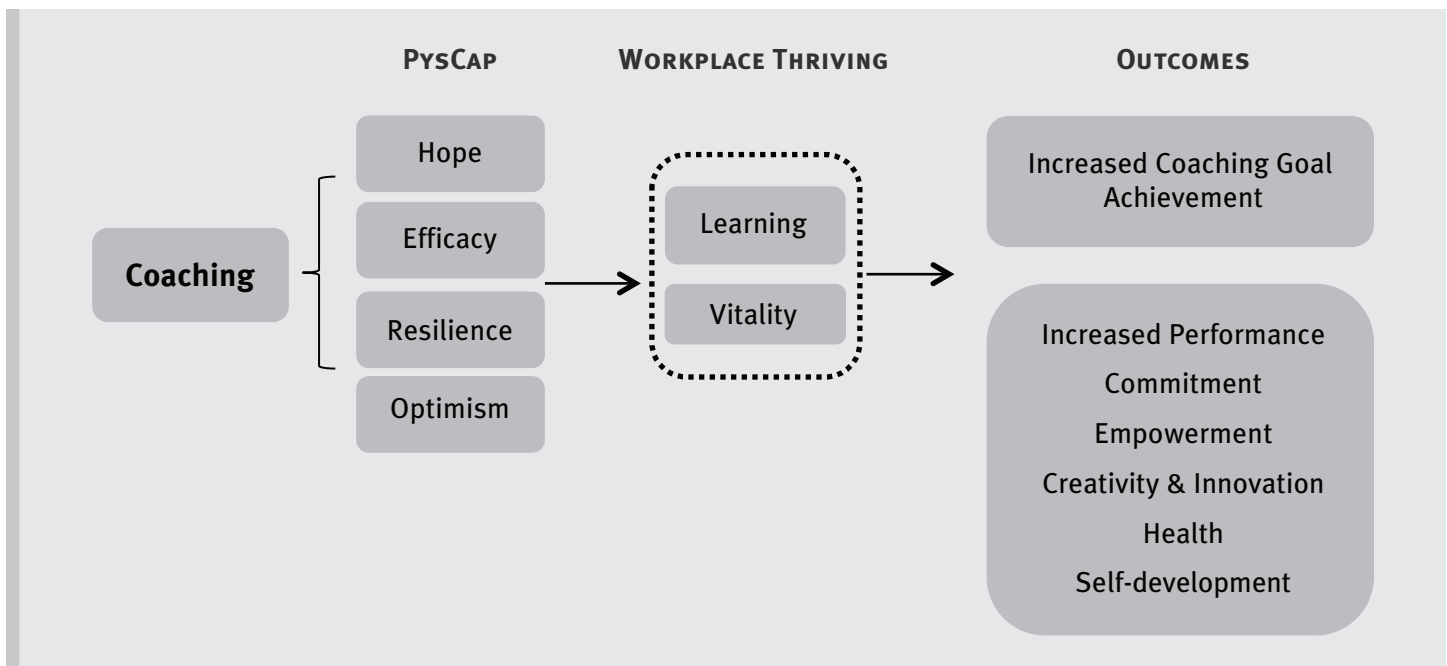 PysCap
Workplace Thriving
Outcomes
Coaching
Hope
Efficacy
Resilience
Optimism
Learning
Vitality
Increased Coaching Goal
Achievement
Increased Performance
Commitment
Empowerment
Creativity & Innovation
Health
Self-development